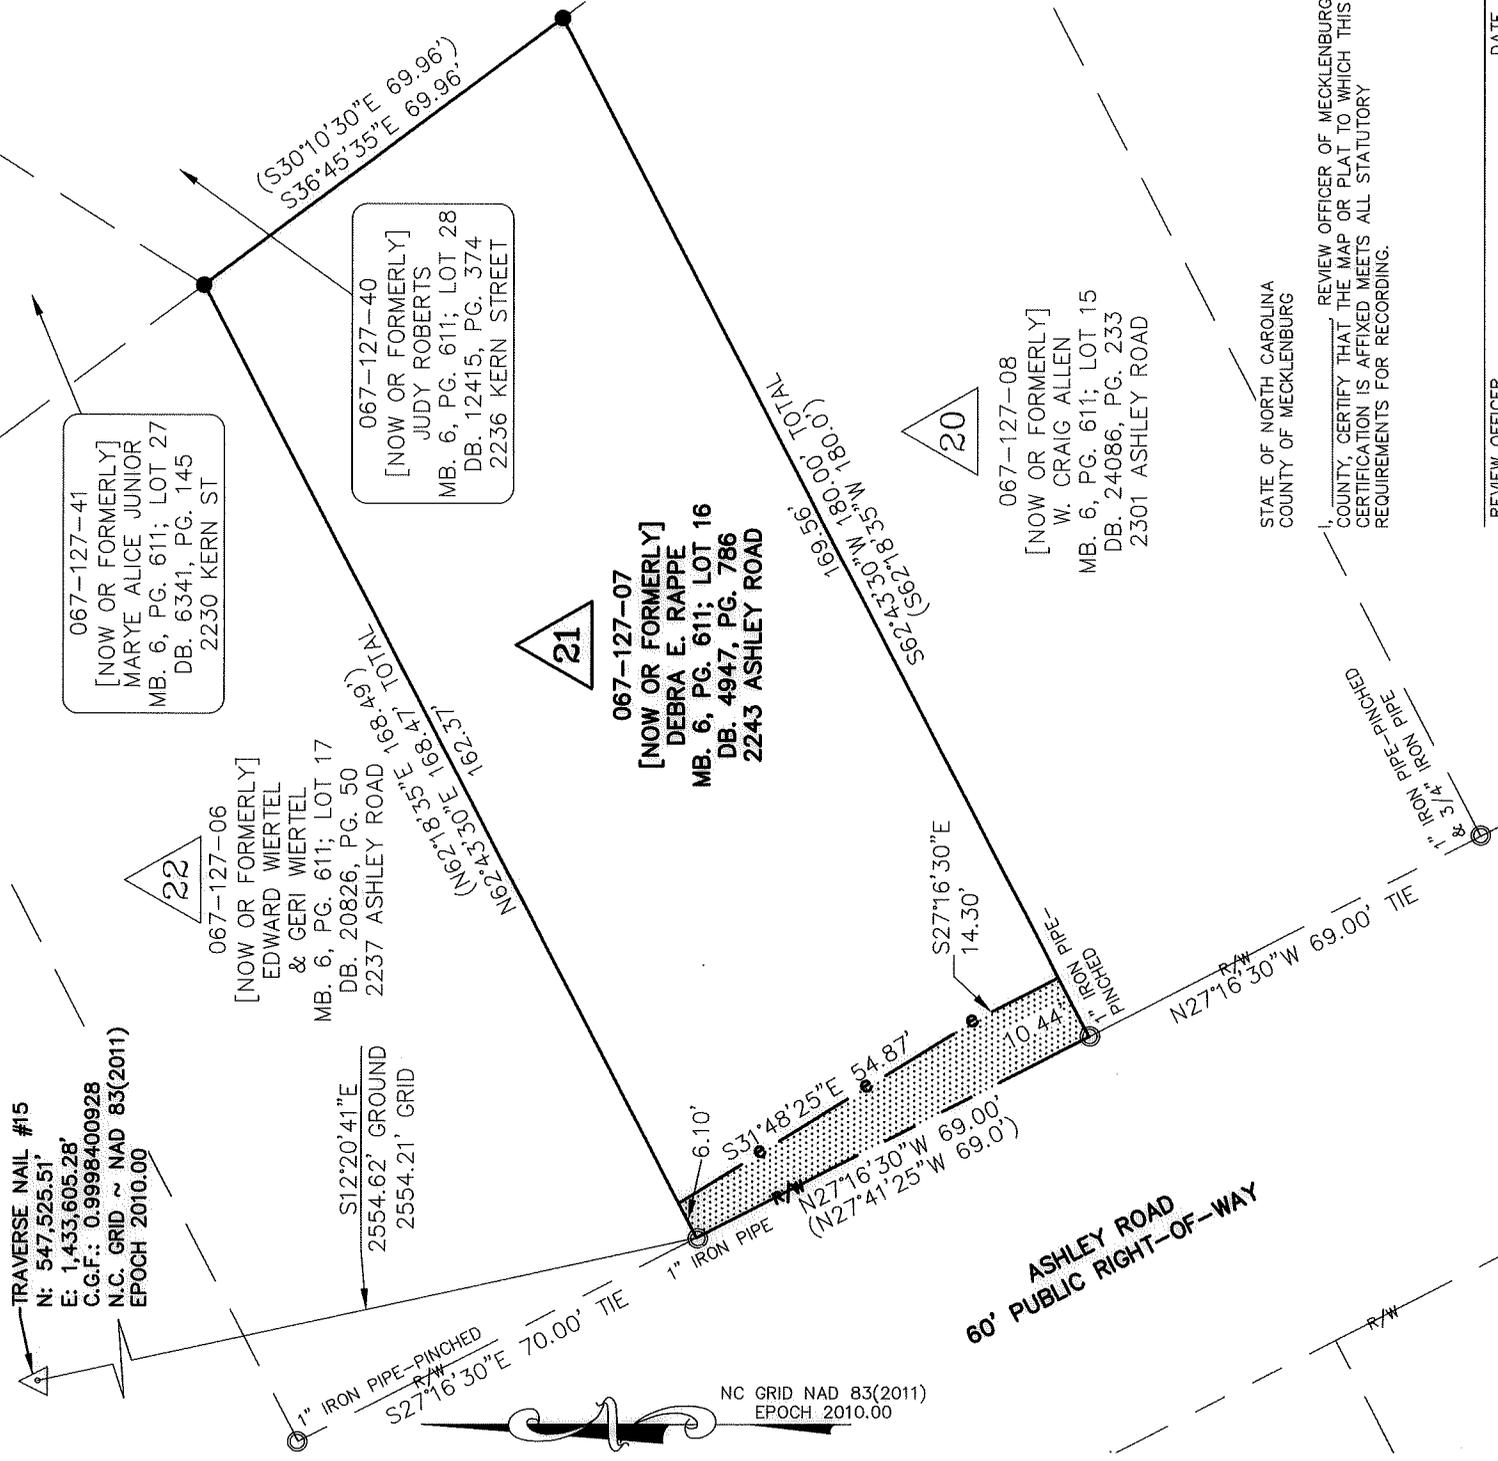 (S30°10'30"E 69.96')
S36°45'35"E 69.96'
067-127-41
[NOW OR FORMERLY]
MARYE ALICE JUNIOR
MB. 6, PG. 611; LOT 27
DB. 6341, PG. 145
2230 KERN ST
067-127-40
[NOW OR FORMERLY]
JUDY ROBERTS
MB. 6, PG. 611; LOT 28
DB. 12415, PG. 374
2236 KERN STREET
22
067-127-06
[NOW OR FORMERLY]
EDWARD WIERTEL
& GERI WIERTEL
MB. 6, PG. 611; LOT 17
DB. 20826, PG. 50
2237 ASHLEY ROAD
(N62°18'35"E 168.49')
N62°43'30"E 168.47' TOTAL
162.37'
21
067-127-07
[NOW OR FORMERLY]
DEBRA E. RAPPE
MB. 6, PG. 611; LOT 16
DB. 4947, PG. 786
2243 ASHLEY ROAD
169.56'
S62°43'30"W 180.00' TOTAL
(S62°18'35"W 180.0')
20
067-127-08
[NOW OR FORMERLY]
W. CRAIG ALLEN
MB. 6, PG. 611; LOT 15
DB. 24086, PG. 233
2301 ASHLEY ROAD
STATE OF NORTH CAROLINA
COUNTY OF MECKLENBURG
I, ________, REVIEW OFFICER OF MECKLENBURG
COUNTY, CERTIFY THAT THE MAP OR PLAT TO WHICH THIS
CERTIFICATION IS AFFIXED MEETS ALL STATUTORY
REQUIREMENTS FOR RECORDING.
REVIEW OFFICER
DATE
TRAVERSE NAIL #15
N: 547,525.51'
E: 1,433,605.28'
C.G.F.: 0.9998400928
N.C. GRID ~ NAD 83(2011)
EPOCH 2010.00
S12°20'41"E
2554.62' GROUND
2554.21' GRID
6.10'
S31°48'25"E 54.87'
e
e
e
S27°16'30"E
14.30'
10.44'
1" IRON PIPE-
PINCHED
1" IRON PIPE
R/W
N27°16'30"W 69.00'
(N27°41'25"W 69.0')
R/W
N27°16'30"W 69.00' TIE
1" IRON PIPE-PINCHED
& 3/4" IRON PIPE
1" IRON PIPE-PINCHED
R/W
S27°16'30"E 70.00' TIE
ASHLEY ROAD
60' PUBLIC RIGHT-OF-WAY
R/W
NC GRID NAD 83(2011)
EPOCH 2010.00